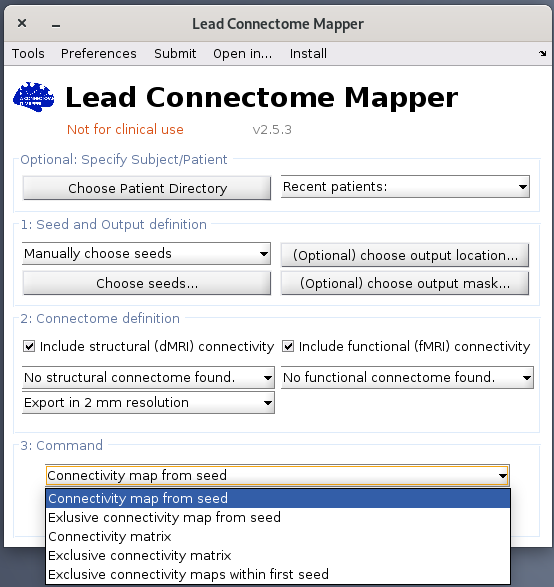 Lead Connectome Mapper
Tools Preferences Submit Open in... Install
Lead Connectome Mapper
Not for clinical use v2.5.3
Optional: Specify Subject/Patient
Choose Patient Directory Recent patients:
1: Seed and Output definition
Manually choose seeds (Optional) choose output location...
Choose seeds... (Optional) choose output mask...
2: Connectome definition
Include structural (dMRI) connectivity Include functional (fMRI) connectivity
No structural connectome found. No functional connectome found.
Export in 2 mm resolution
3: Command
Connectivity map from seed
Connectivity map from seed
Exlusive connectivity map from seed
Connectivity matrix
Exclusive connectivity matrix
Exclusive connectivity maps within first seed